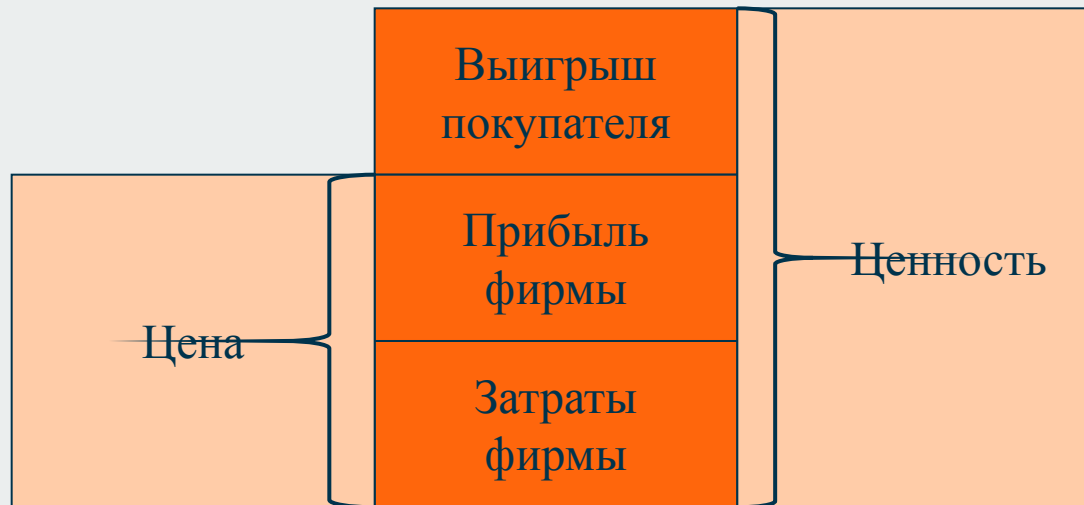 Выигрыш
покупателя
Прибыль
фирмы
Ценность
Цена
Затраты
фирмы